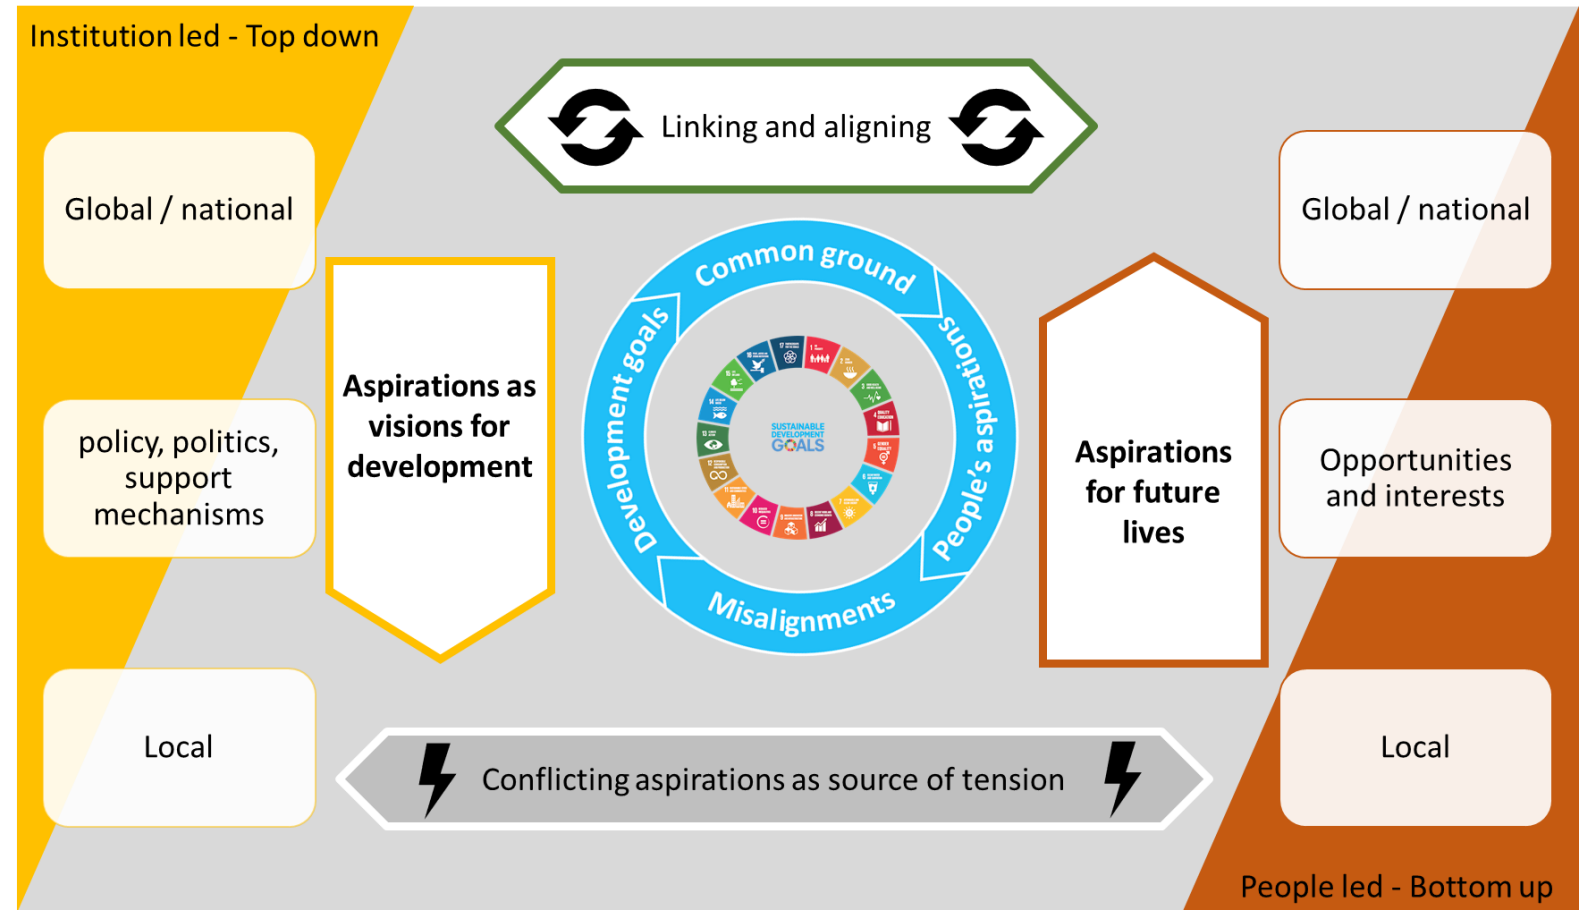 Institution led - Top down
Linking and aligning
Global / national
Global / national
Common ground
Development goals
People's aspirations
Misalignments
SUSTAINABLE
DEVELOPMENT
GOALS
Aspirations as
visions for
development
Aspirations
for future
lives
policy, politics,
support
mechanisms
Opportunities
and interests
Local
Local
Conflicting aspirations as source of tension
People led - Bottom up